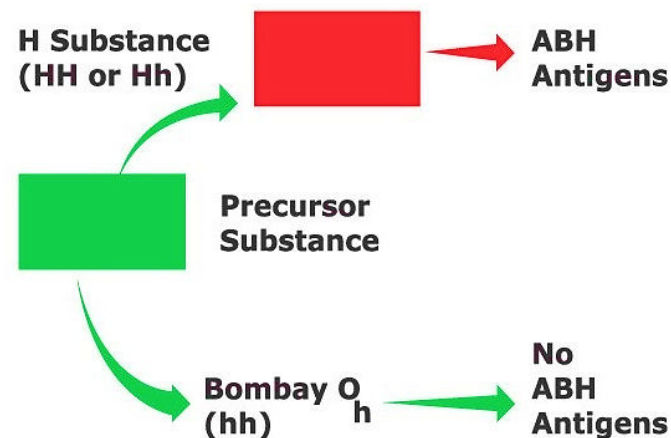 H Substance
(HH or Hh)
ABH
Antigens
Precursor
Substance
Bombay Oh
(hh)
No
ABH
Antigens